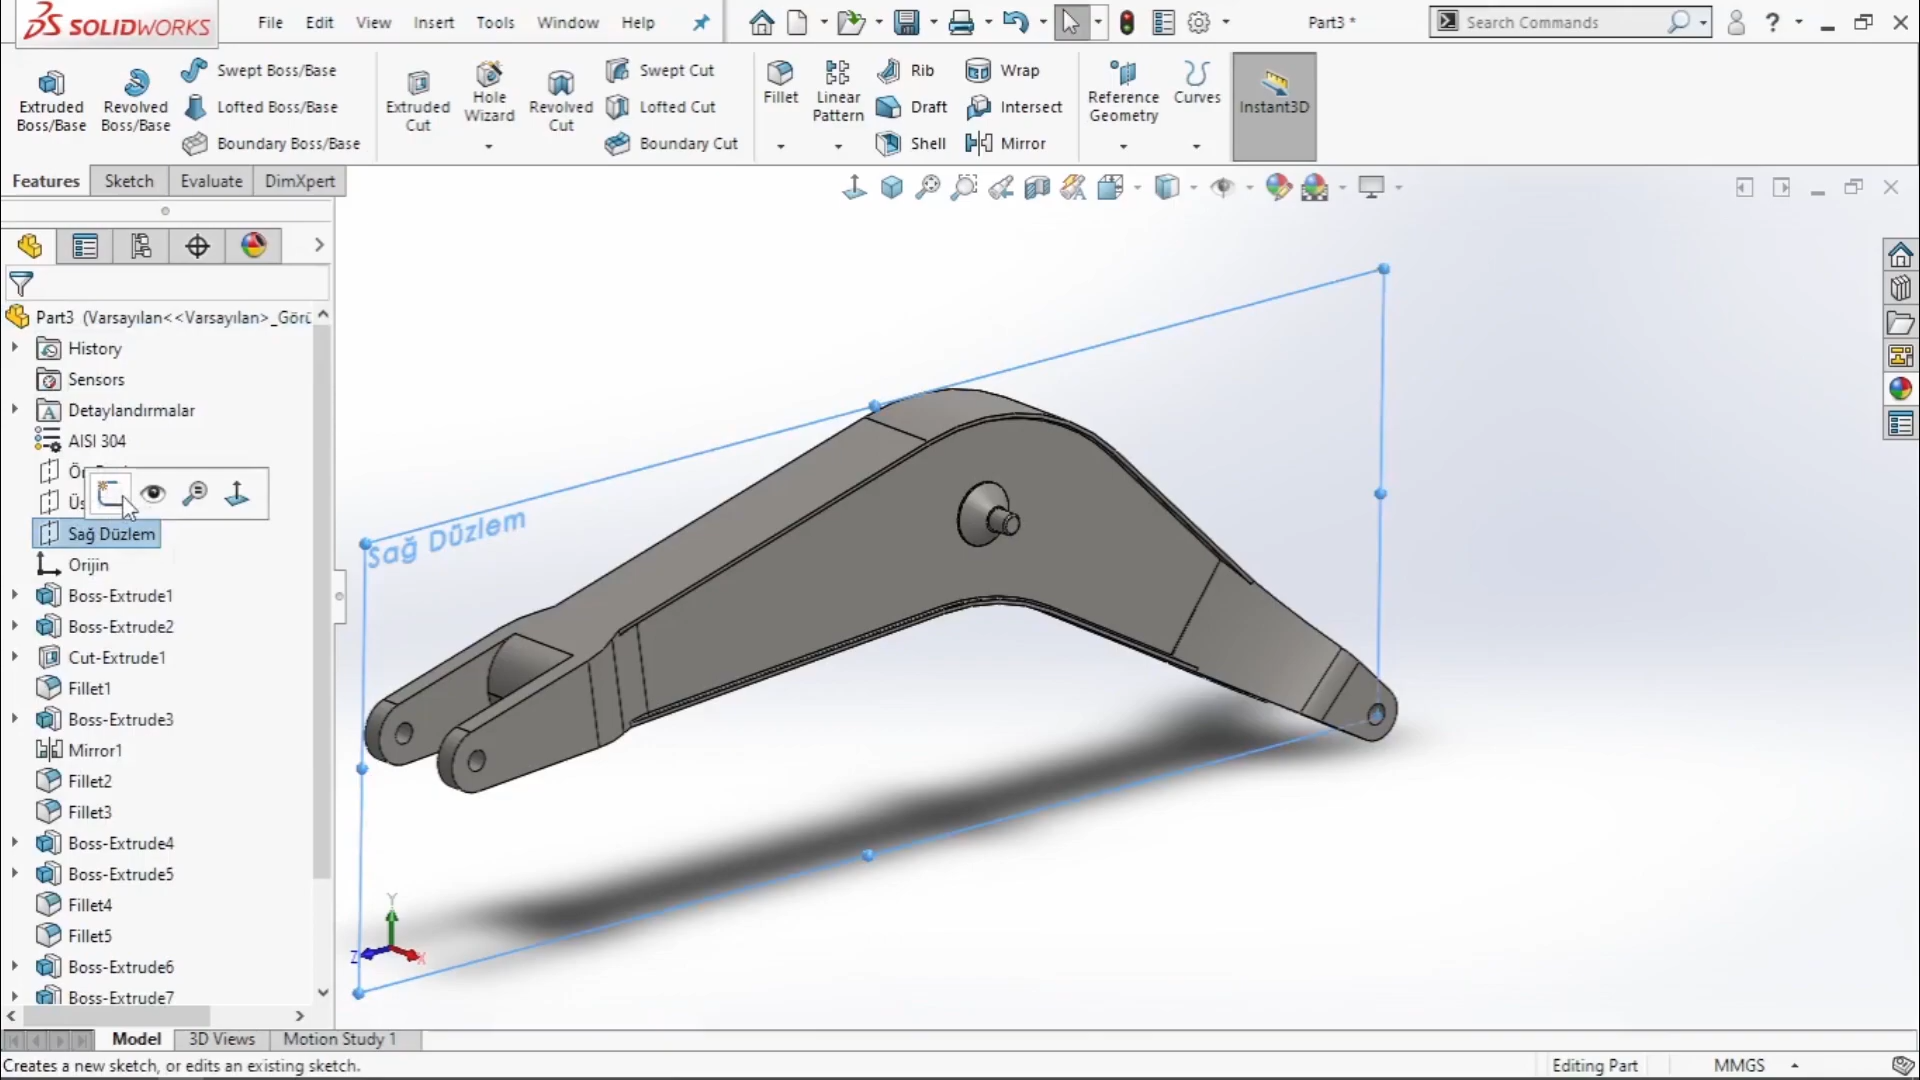 SOLIDWORKS File Edit View Insert Tools Window Help Part3 * Search Commands ?
Extruded Boss/Base
Revolved Boss/Base
Swept Boss/Base
Lofted Boss/Base
Boundary Boss/Base
Extruded Cut
Hole Wizard
Revolved Cut
Swept Cut
Lofted Cut
Boundary Cut
Fillet
Linear Pattern
Rib
Draft
Shell
Wrap
Intersect
Mirror
Reference Geometry
Curves
Instant3D
Features Sketch Evaluate DimXpert
Part3 (Varsayılan<<Varsayılan>_Görü
History
Sensors
Detaylandırmalar
AISI 304
Sağ Düzlem
Orijin
Boss-Extrude1
Boss-Extrude2
Cut-Extrude1
Fillet1
Boss-Extrude3
Mirror1
Fillet2
Fillet3
Boss-Extrude4
Boss-Extrude5
Fillet4
Fillet5
Boss-Extrude6
Boss-Extrude7
Sağ Düzlem
Y
Z
X
Model 3D Views Motion Study 1
Creates a new sketch, or edits an existing sketch. Editing Part MMGS